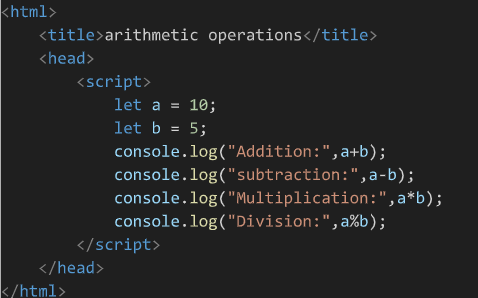 <html>
    <title>arithmetic operations</title>
    <head>
        <script>
            let a = 10;
            let b = 5;
            console.log("Addition:",a+b);
            console.log("subtraction:",a-b);
            console.log("Multiplication:",a*b);
            console.log("Division:",a%b);
        </script>
    </head>
</html>